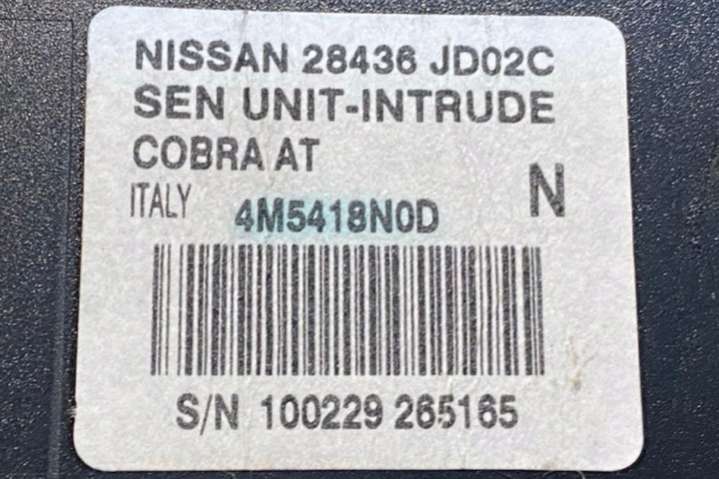 NISSAN 28436 JD02C
SEN UNIT-INTRUDE
COBRA AT
N
ITALY 4M5418N0D
S/N 100229 265165